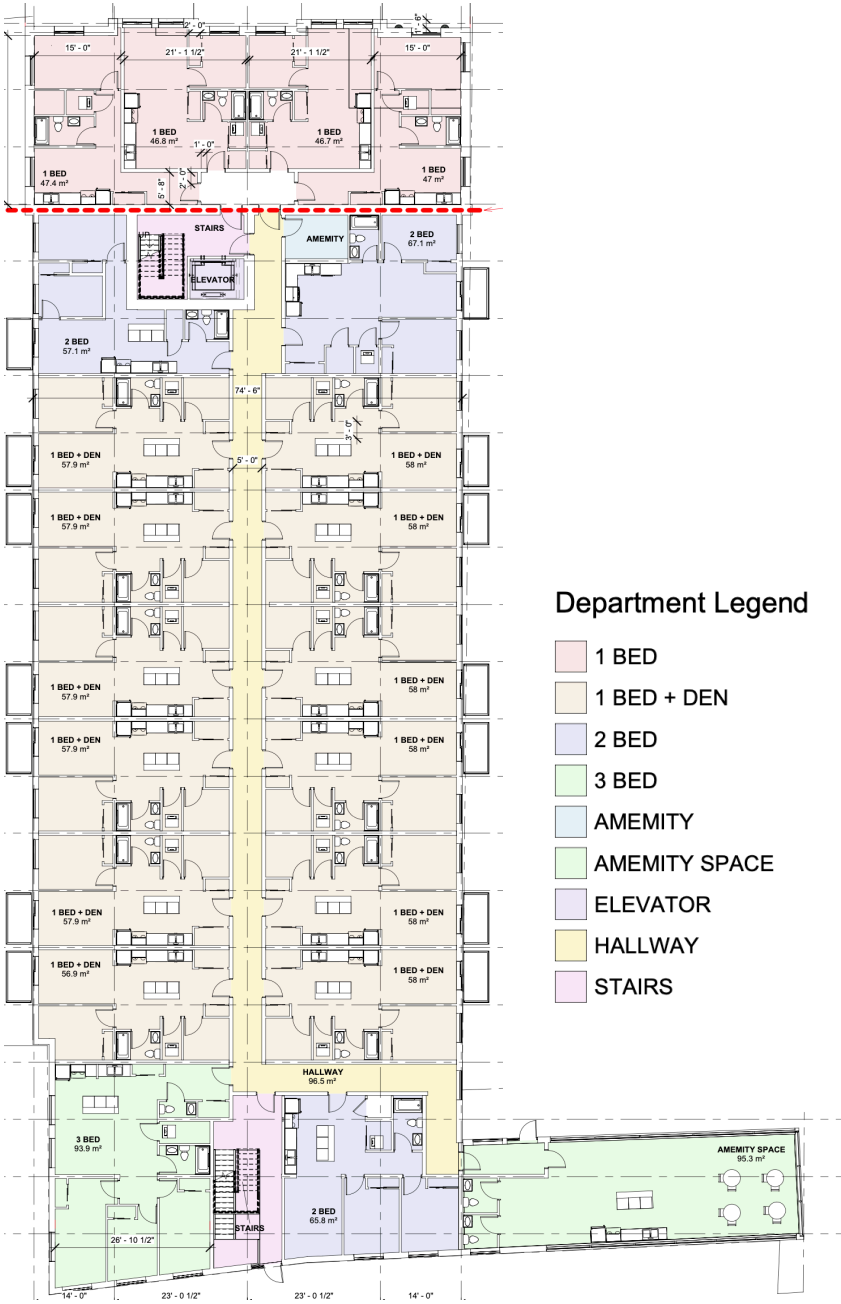 2' - 0"
1' - 6"
15' - 0"
21' - 1 1/2"
21' - 1 1/2"
15' - 0"
1 BED
46.8 m²
1 BED
46.7 m²
1' - 0"
1 BED
47.4 m²
5' - 8"
2' - 0"
1 BED
47 m²
STAIRS
UP
AMEMITY
2 BED
67.1 m²
ELEVATOR
2 BED
57.1 m²
74' - 6"
3' - 0"
1 BED + DEN
57.9 m²
5' - 0"
1 BED + DEN
58 m²
1 BED + DEN
57.9 m²
1 BED + DEN
58 m²
1 BED + DEN
57.9 m²
1 BED + DEN
58 m²
1 BED + DEN
57.9 m²
1 BED + DEN
58 m²
1 BED + DEN
57.9 m²
1 BED + DEN
58 m²
1 BED + DEN
56.9 m²
1 BED + DEN
58 m²
HALLWAY
96.5 m²
3 BED
93.9 m²
AMEMITY SPACE
95.3 m²
2 BED
65.8 m²
STAIRS
26' - 10 1/2"
14' - 0"
23' - 0 1/2"
23' - 0 1/2"
14' - 0"
Department Legend
1 BED
1 BED + DEN
2 BED
3 BED
AMEMITY
AMEMITY SPACE
ELEVATOR
HALLWAY
STAIRS